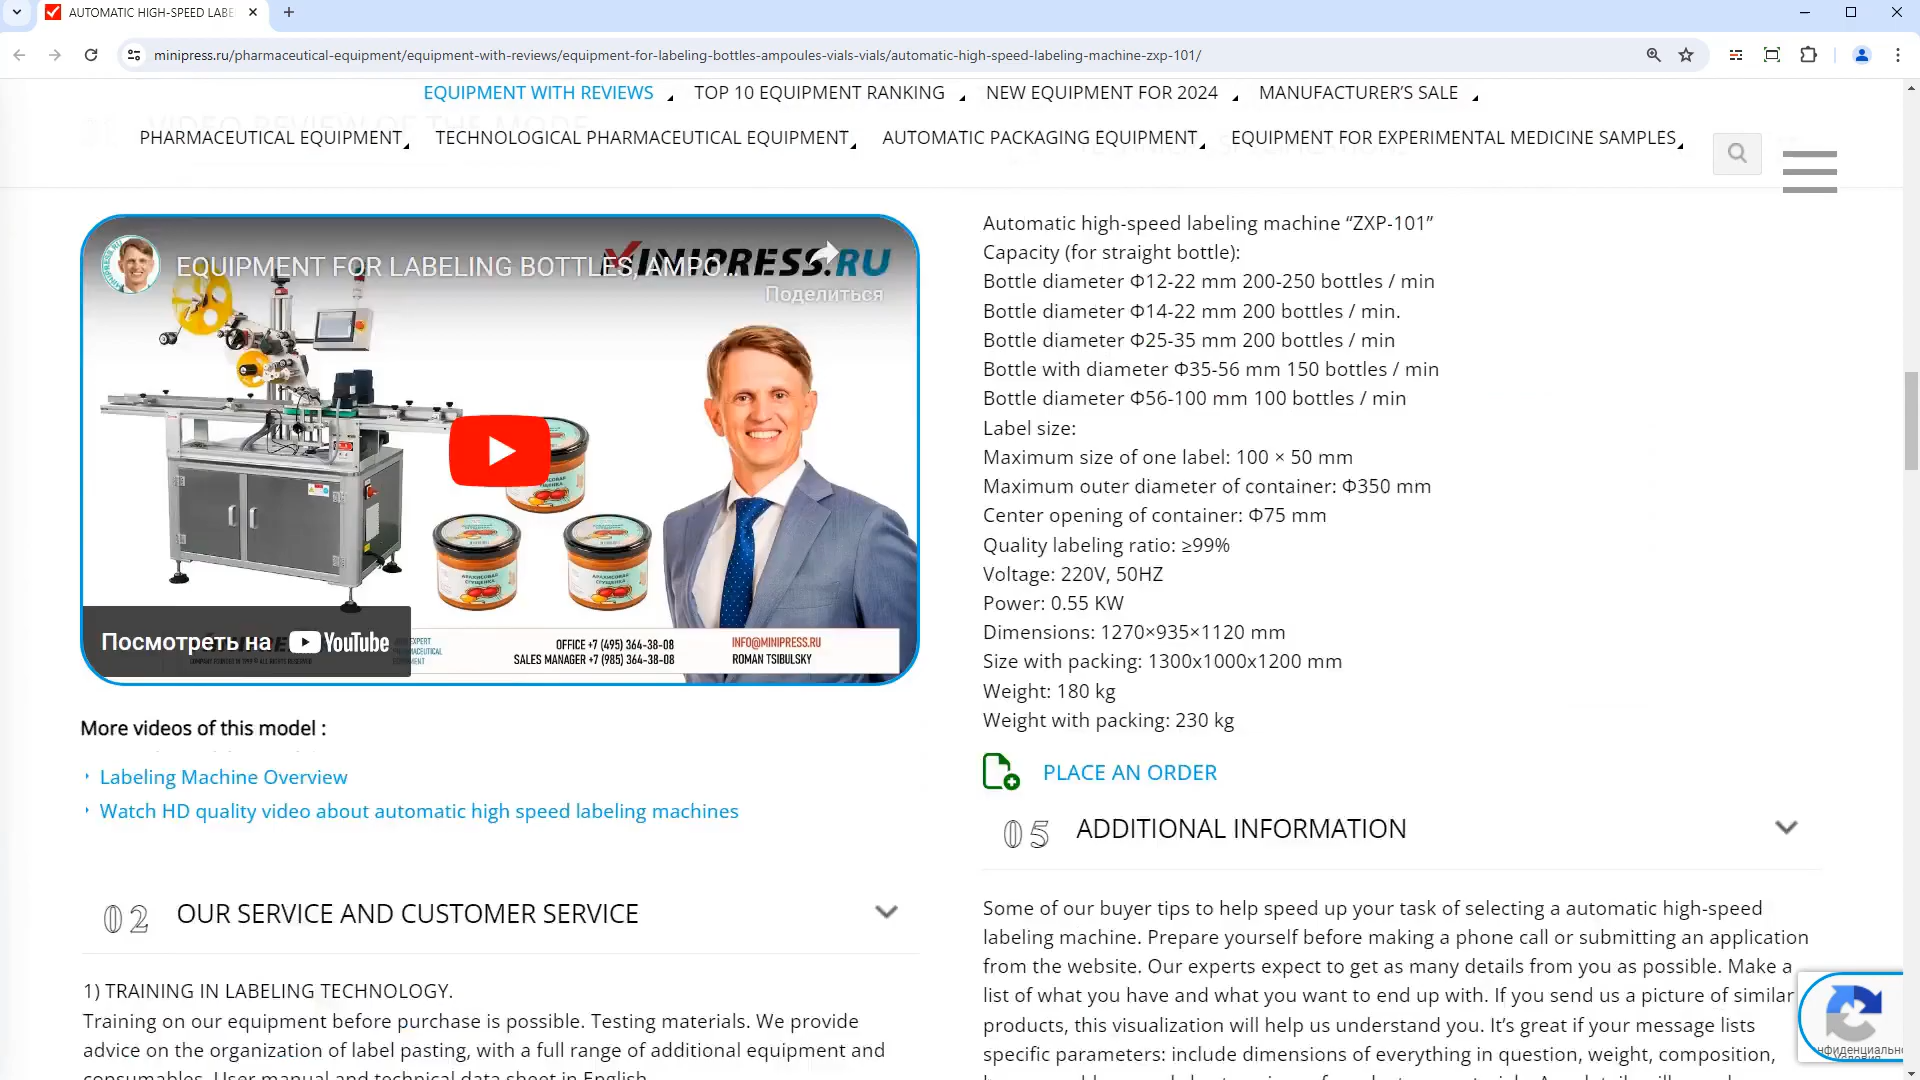 AUTOMATIC HIGH-SPEED LABE
minipress.ru/pharmaceutical-equipment/equipment-with-reviews/equipment-for-labeling-bottles-ampoules-vials-vials/automatic-high-speed-labeling-machine-zxp-101/
EQUIPMENT WITH REVIEWS TOP 10 EQUIPMENT RANKING NEW EQUIPMENT FOR 2024 MANUFACTURER'S SALE
PHARMACEUTICAL EQUIPMENT TECHNOLOGICAL PHARMACEUTICAL EQUIPMENT AUTOMATIC PACKAGING EQUIPMENT EQUIPMENT FOR EXPERIMENTAL MEDICINE SAMPLES
MINIPRESS.RU
EQUIPMENT FOR LABELING BOTTLES, AMPO...
Поделиться
АРАХИСОВАЯ
СГУЩЕНКА
АРАХИСОВАЯ
СГУЩЕНКА
Посмотреть на YouTube
OFFICE +7 (495) 364-38-08
SALES MANAGER +7 (985) 364-38-08
INFO@MINIPRESS.RU
ROMAN TSIBULSKY
More videos of this model :
Labeling Machine Overview
Watch HD quality video about automatic high speed labeling machines
02 OUR SERVICE AND CUSTOMER SERVICE
1) TRAINING IN LABELING TECHNOLOGY.
Training on our equipment before purchase is possible. Testing materials. We provide
advice on the organization of label pasting, with a full range of additional equipment and
consumables. User manual and technical data sheet in English.
Automatic high-speed labeling machine “ZXP-101”
Capacity (for straight bottle):
Bottle diameter Φ12-22 mm 200-250 bottles / min
Bottle diameter Φ14-22 mm 200 bottles / min.
Bottle diameter Φ25-35 mm 200 bottles / min
Bottle with diameter Φ35-56 mm 150 bottles / min
Bottle diameter Φ56-100 mm 100 bottles / min
Label size:
Maximum size of one label: 100 × 50 mm
Maximum outer diameter of container: Φ350 mm
Center opening of container: Φ75 mm
Quality labeling ratio: ≥99%
Voltage: 220V, 50HZ
Power: 0.55 KW
Dimensions: 1270×935×1120 mm
Size with packing: 1300x1000x1200 mm
Weight: 180 kg
Weight with packing: 230 kg
PLACE AN ORDER
05 ADDITIONAL INFORMATION
Some of our buyer tips to help speed up your task of selecting a automatic high-speed
labeling machine. Prepare yourself before making a phone call or submitting an application
from the website. Our experts expect to get as many details from you as possible. Make a
list of what you have and what you want to end up with. If you send us a picture of similar
products, this visualization will help us understand you. It’s great if your message lists
specific parameters: include dimensions of everything in question, weight, composition,